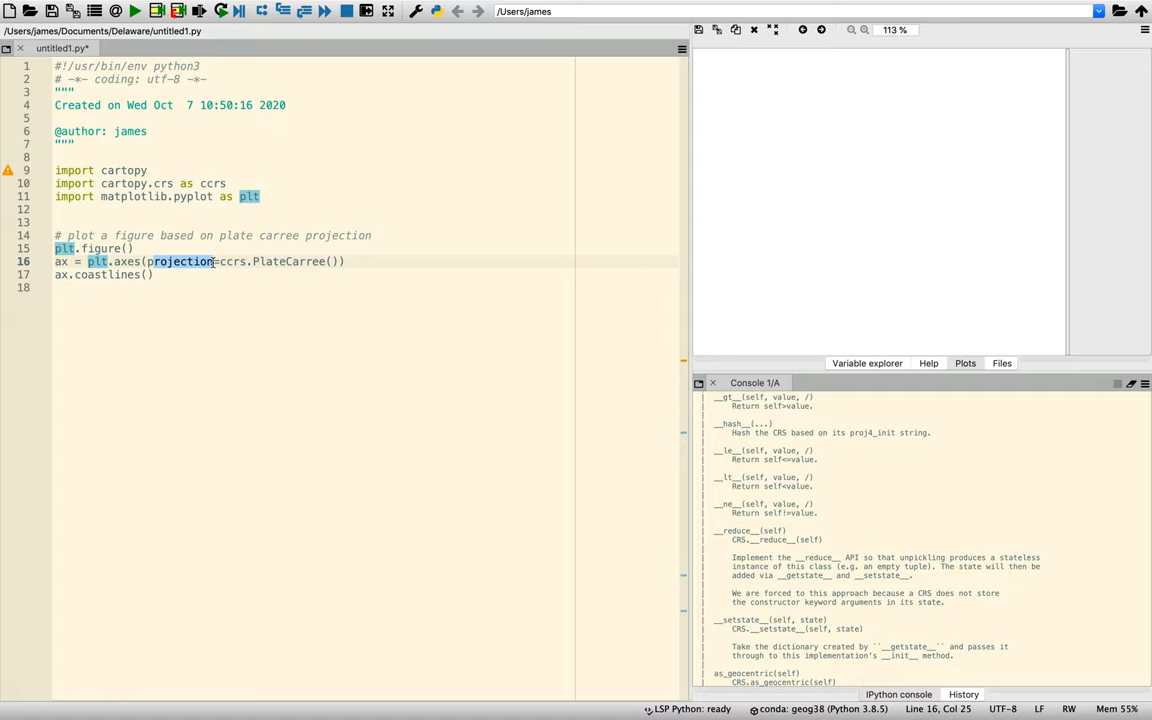 /Users/james
/Users/james/Documents/Delaware/untitled1.py
untitled1.py*
113 %
1 #!/usr/bin/env python3
2 # -*- coding: utf-8 -*-
3 """
4 Created on Wed Oct  7 10:50:16 2020
5
6 @author: james
7 """
8
9 import cartopy
10 import cartopy.crs as ccrs
11 import matplotlib.pyplot as plt
12
13
14 # plot a figure based on plate carree projection
15 plt.figure()
16 ax = plt.axes(projection=ccrs.PlateCarree())
17 ax.coastlines()
18
Variable explorer Help Plots Files
Console 1/A
| __gt__(self, value, /)
| Return self>value.
|
| __hash__(...)
| Hash the CRS based on its proj4_init string.
|
| __le__(self, value, /)
| Return self<=value.
|
| __lt__(self, value, /)
| Return self<value.
|
| __ne__(self, value, /)
| Return self!=value.
|
| __reduce__(self)
| CRS.__reduce__(self)
|
| Implement the __reduce__ API so that unpickling produces a stateless
| instance of this class (e.g. an empty tuple). The state will then be
| added via __getstate__ and __setstate__.
|
| We are forced to this approach because a CRS does not store
| the constructor keyword arguments in its state.
|
| __setstate__(self, state)
| CRS.__setstate__(self, state)
|
| Take the dictionary created by ``__getstate__`` and passes it
| through to this implementation's __init__ method.
|
| as_geocentric(self)
| CRS.as_geocentric(self)
IPython console History
LSP Python: ready conda: geog38 (Python 3.8.5) Line 16, Col 25 UTF-8 LF RW Mem 55%